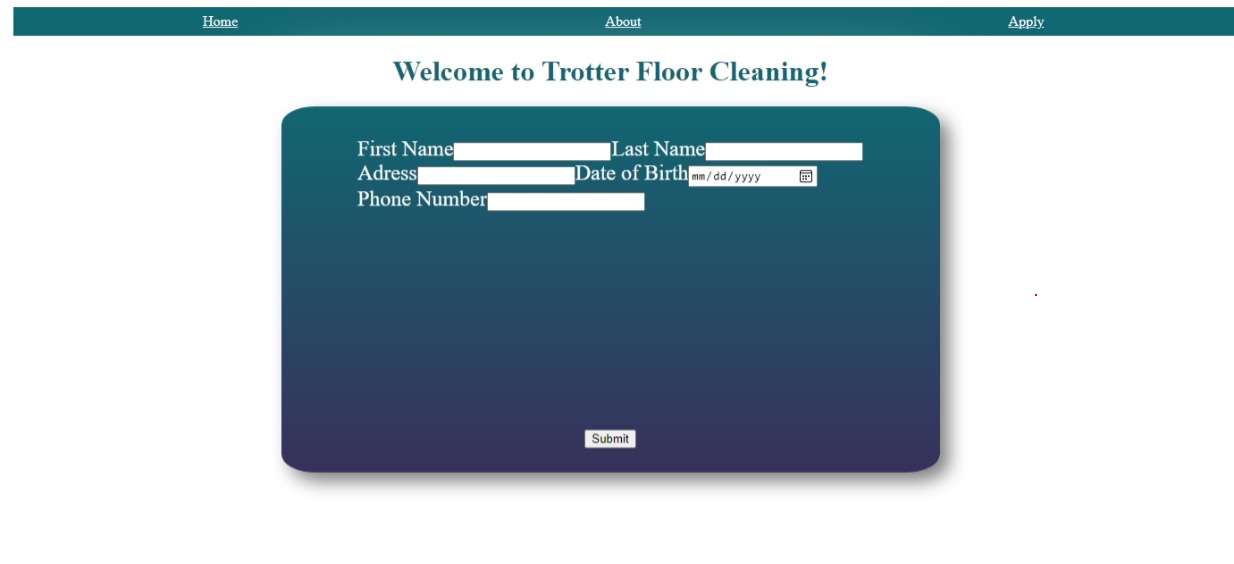 Home About Apply
Welcome to Trotter Floor Cleaning!
First Name Last Name
Adress Date of Birth mm/dd/yyyy
Phone Number
Submit